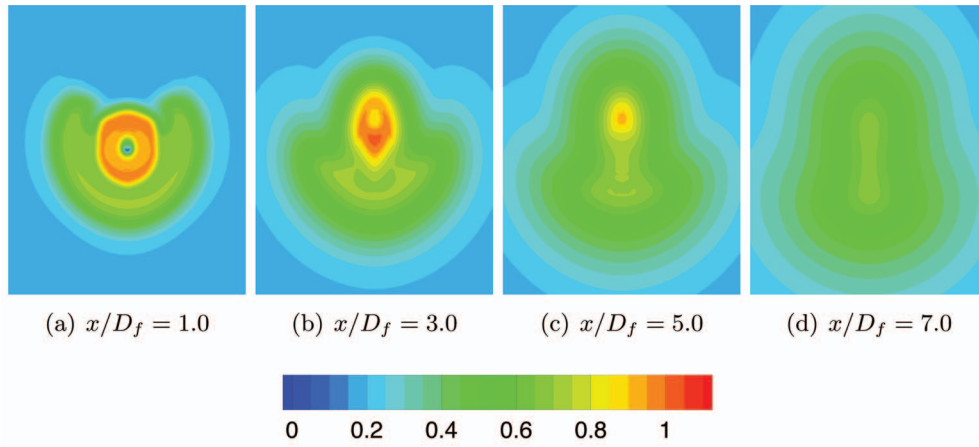 (a) x/D_f = 1.0
(b) x/D_f = 3.0
(c) x/D_f = 5.0
(d) x/D_f = 7.0
0 0.2 0.4 0.6 0.8 1